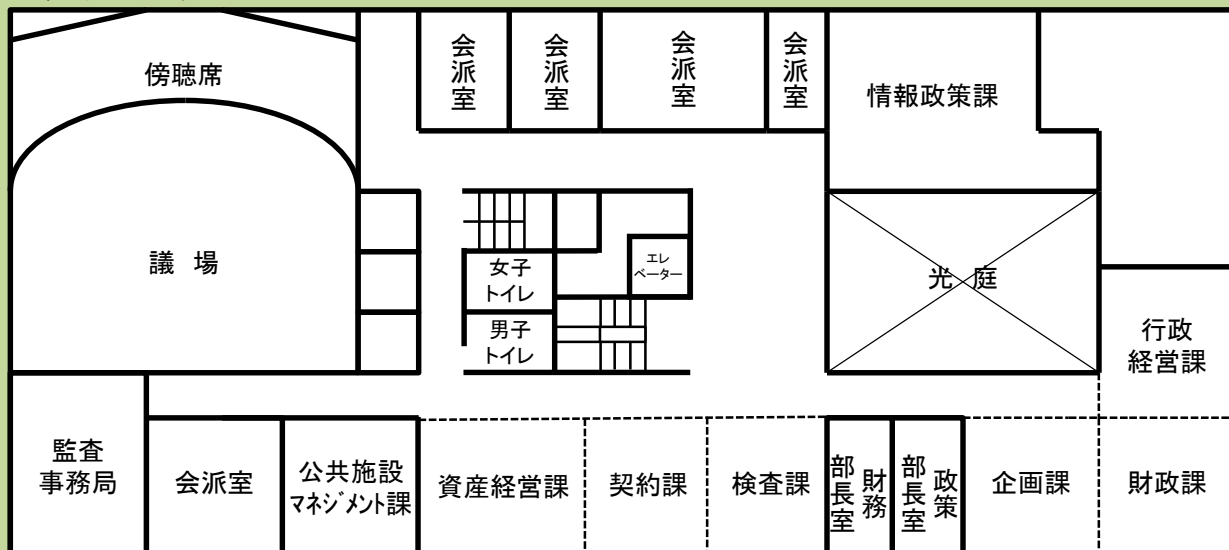 傍聴席
会派室
会派室
会派室
会派室
情報政策課
議 場
女子
トイレ
男子
トイレ
エレ
ベーター
光 庭
行政
経営課
監査
事務局
会派室
公共施設
マネジメント課
資産経営課
契約課
検査課
財務
部長室
政策
部長室
企画課
財政課